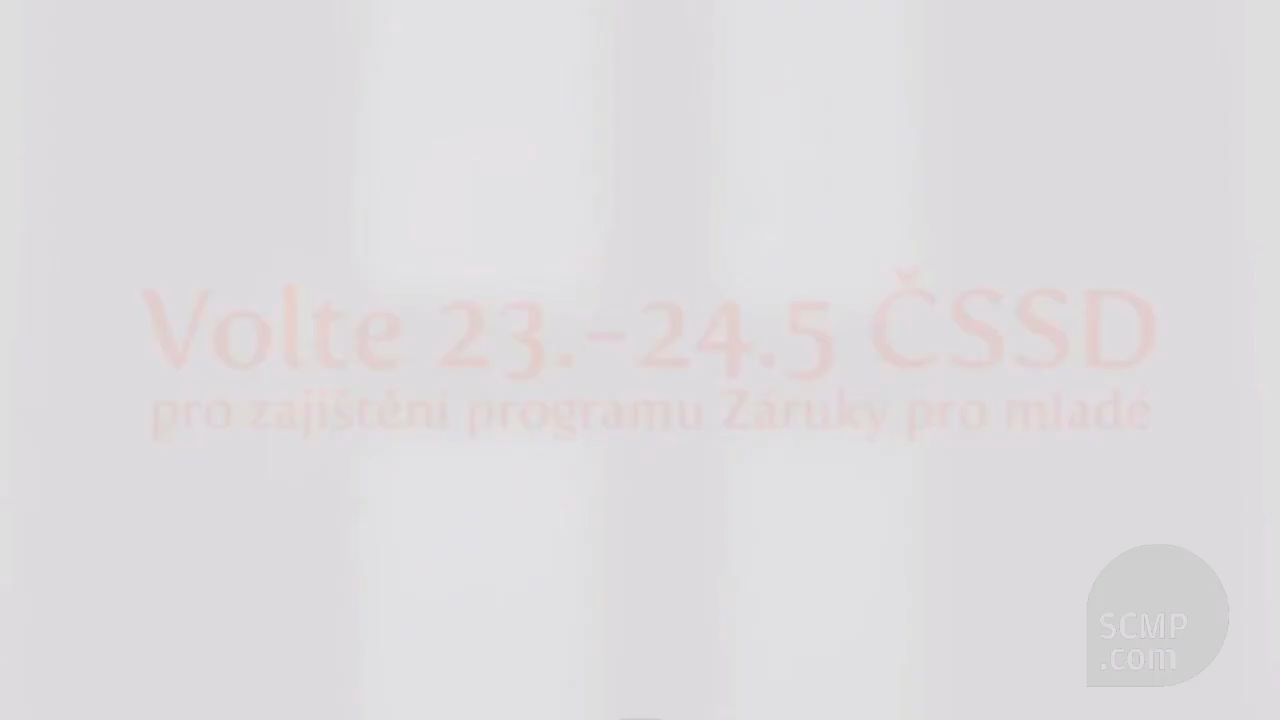 Volte 23.-24.5 ČSSD
pro zajištění programu Záruky pro mladé
SCMP
.com